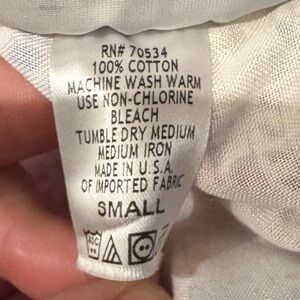 RN# 70534
100% COTTON
MACHINE WASH WARM
USE NON-CHLORINE
BLEACH
TUMBLE DRY MEDIUM
MEDIUM IRON
MADE IN U.S.A.
OF IMPORTED FABRIC
SMALL
40C